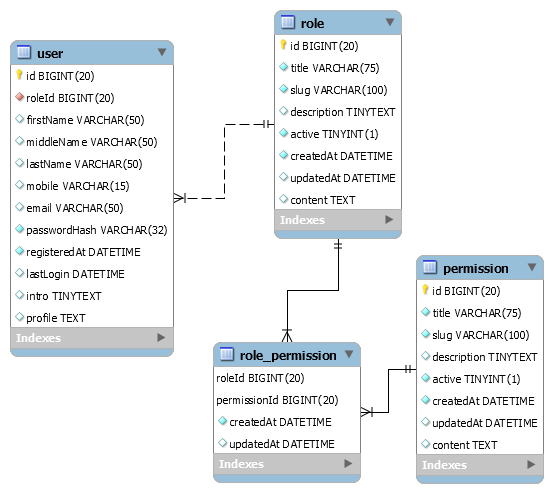 role
id BIGINT(20)
title VARCHAR(75)
slug VARCHAR(100)
description TINYTEXT
active TINYINT(1)
createdAt DATETIME
updatedAt DATETIME
content TEXT
Indexes
user
id BIGINT(20)
roleId BIGINT(20)
firstName VARCHAR(50)
middleName VARCHAR(50)
lastName VARCHAR(50)
mobile VARCHAR(15)
email VARCHAR(50)
passwordHash VARCHAR(32)
registeredAt DATETIME
lastLogin DATETIME
intro TINYTEXT
profile TEXT
Indexes
permission
id BIGINT(20)
title VARCHAR(75)
slug VARCHAR(100)
description TINYTEXT
active TINYINT(1)
createdAt DATETIME
updatedAt DATETIME
content TEXT
Indexes
role_permission
roleId BIGINT(20)
permissionId BIGINT(20)
createdAt DATETIME
updatedAt DATETIME
Indexes